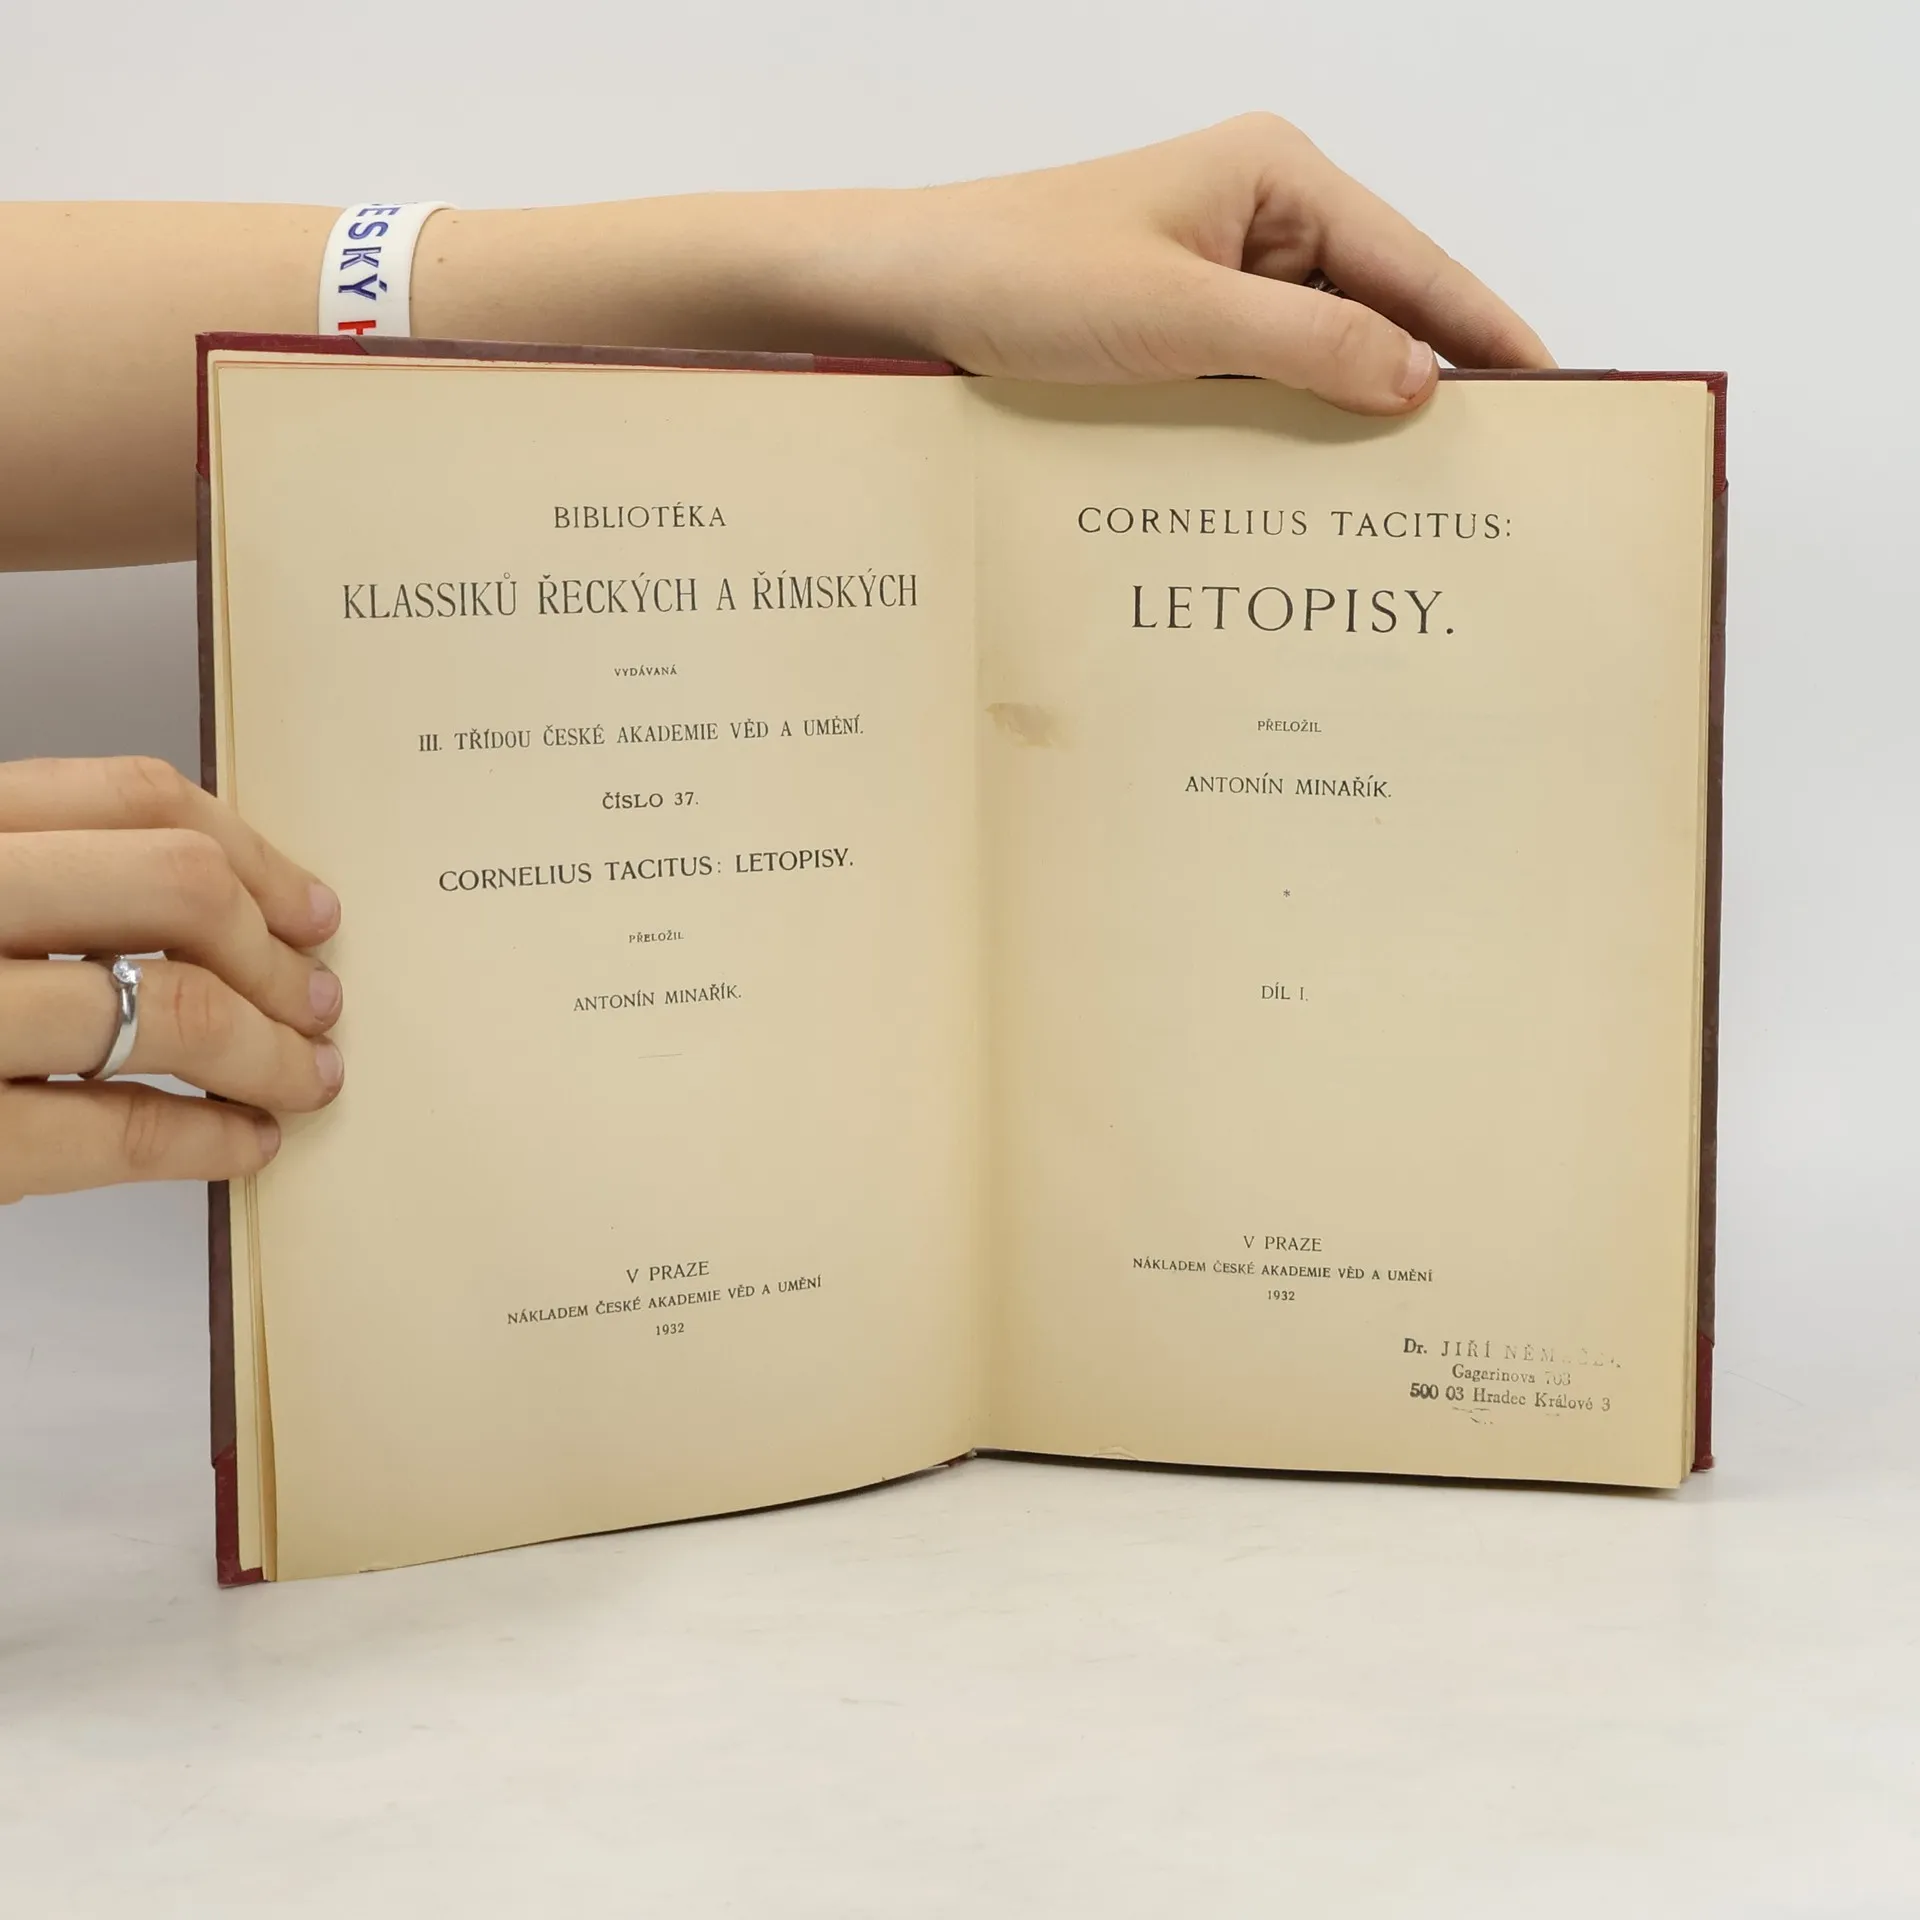 ESKÝ H
BIBLIOTÉKA
KLASSIKŮ ŘECKÝCH A ŘÍMSKÝCH
VYDÁVANÁ
III. TŘÍDOU ČESKÉ AKADEMIE VĚD A UMĚNÍ.
ČÍSLO 37.
CORNELIUS TACITUS: LETOPISY.
PŘELOŽIL
ANTONÍN MINAŘÍK.
V PRAZE
NÁKLADEM ČESKÉ AKADEMIE VĚD A UMĚNÍ
1932
CORNELIUS TACITUS:
LETOPISY.
PŘELOŽIL
ANTONÍN MINAŘÍK.
*
DÍL I.
V PRAZE
NÁKLADEM ČESKÉ AKADEMIE VĚD A UMĚNÍ
1932
Dr. JIŘÍ
Gagarinova 703
500 03 Hradec Králové 3